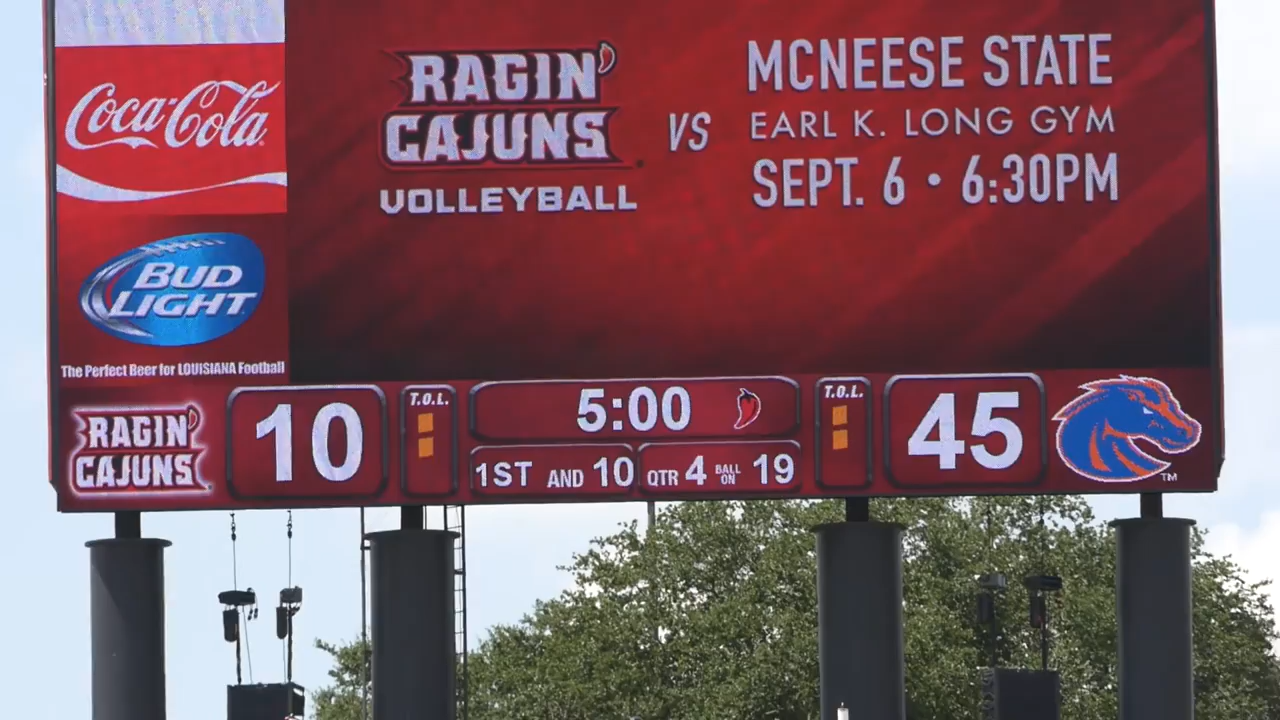 Coca-Cola
BUD
LIGHT
The Perfect Beer for LOUISIANA Football
RAGIN'
CAJUNS
VOLLEYBALL
VS
MCNEESE STATE
EARL K. LONG GYM
SEPT. 6 • 6:30PM
RAGIN'
CAJUNS
10
T.O.L.
5:00
1ST AND 10
QTR 4 BALL ON 19
T.O.L.
45
TM